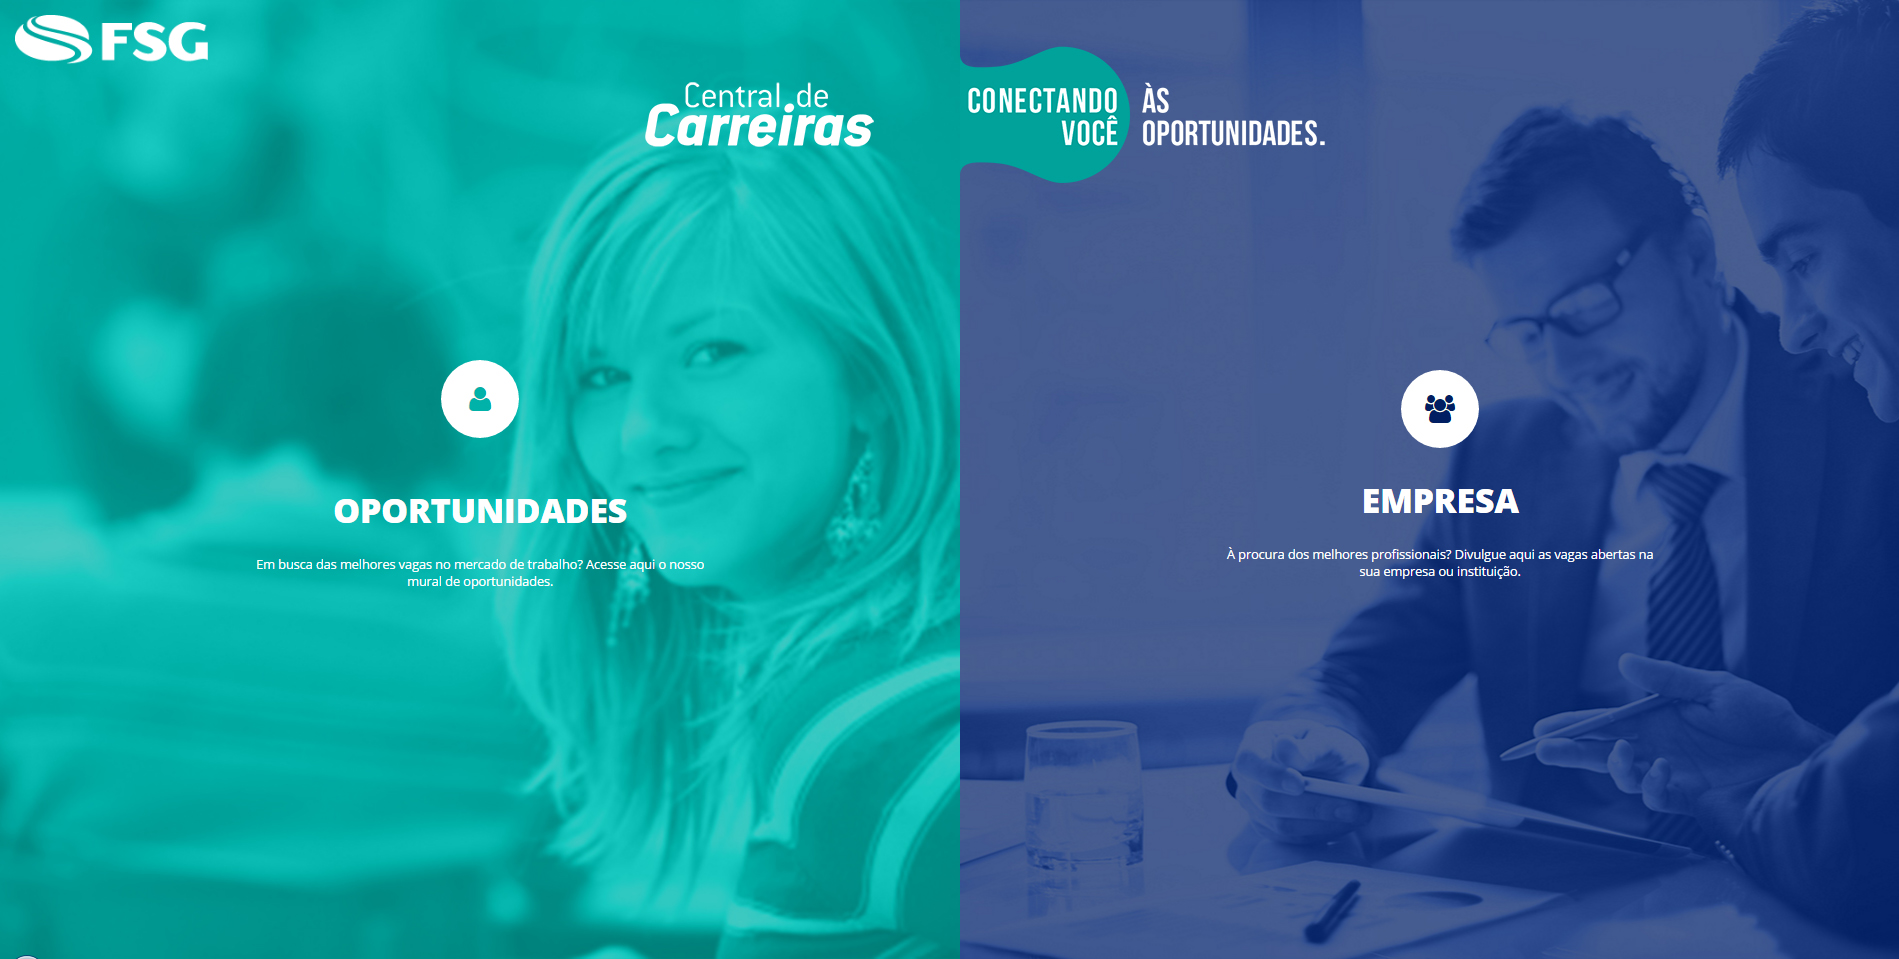 FSG
Central de
Carreiras
CONECTANDO
VOCÊ
ÀS
OPORTUNIDADES.
OPORTUNIDADES
Em busca das melhores vagas no mercado de trabalho? Acesse aqui o nosso
mural de oportunidades.
EMPRESA
À procura dos melhores profissionais? Divulgue aqui as vagas abertas na
sua empresa ou instituição.